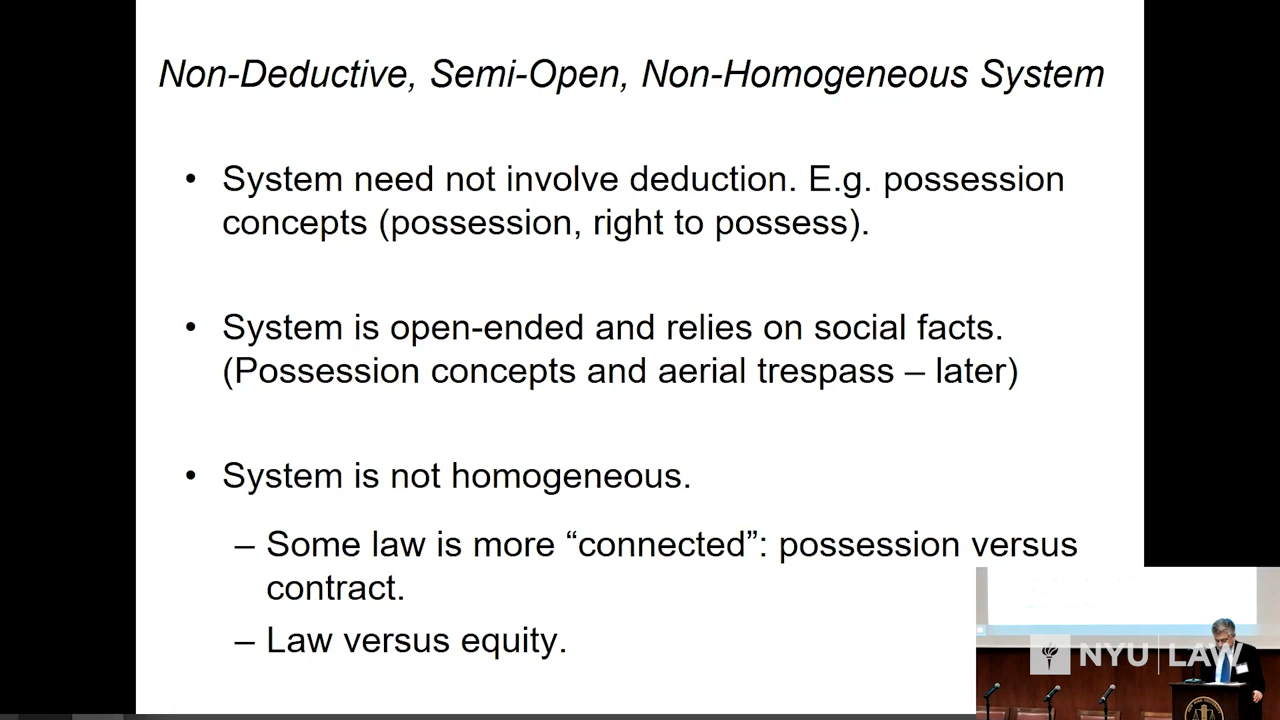 Non-Deductive, Semi-Open, Non-Homogeneous System
• System need not involve deduction. E.g. possession
concepts (possession, right to possess).
• System is open-ended and relies on social facts.
(Possession concepts and aerial trespass – later)
• System is not homogeneous.
– Some law is more “connected”: possession versus
contract.
– Law versus equity.
NYU LAW